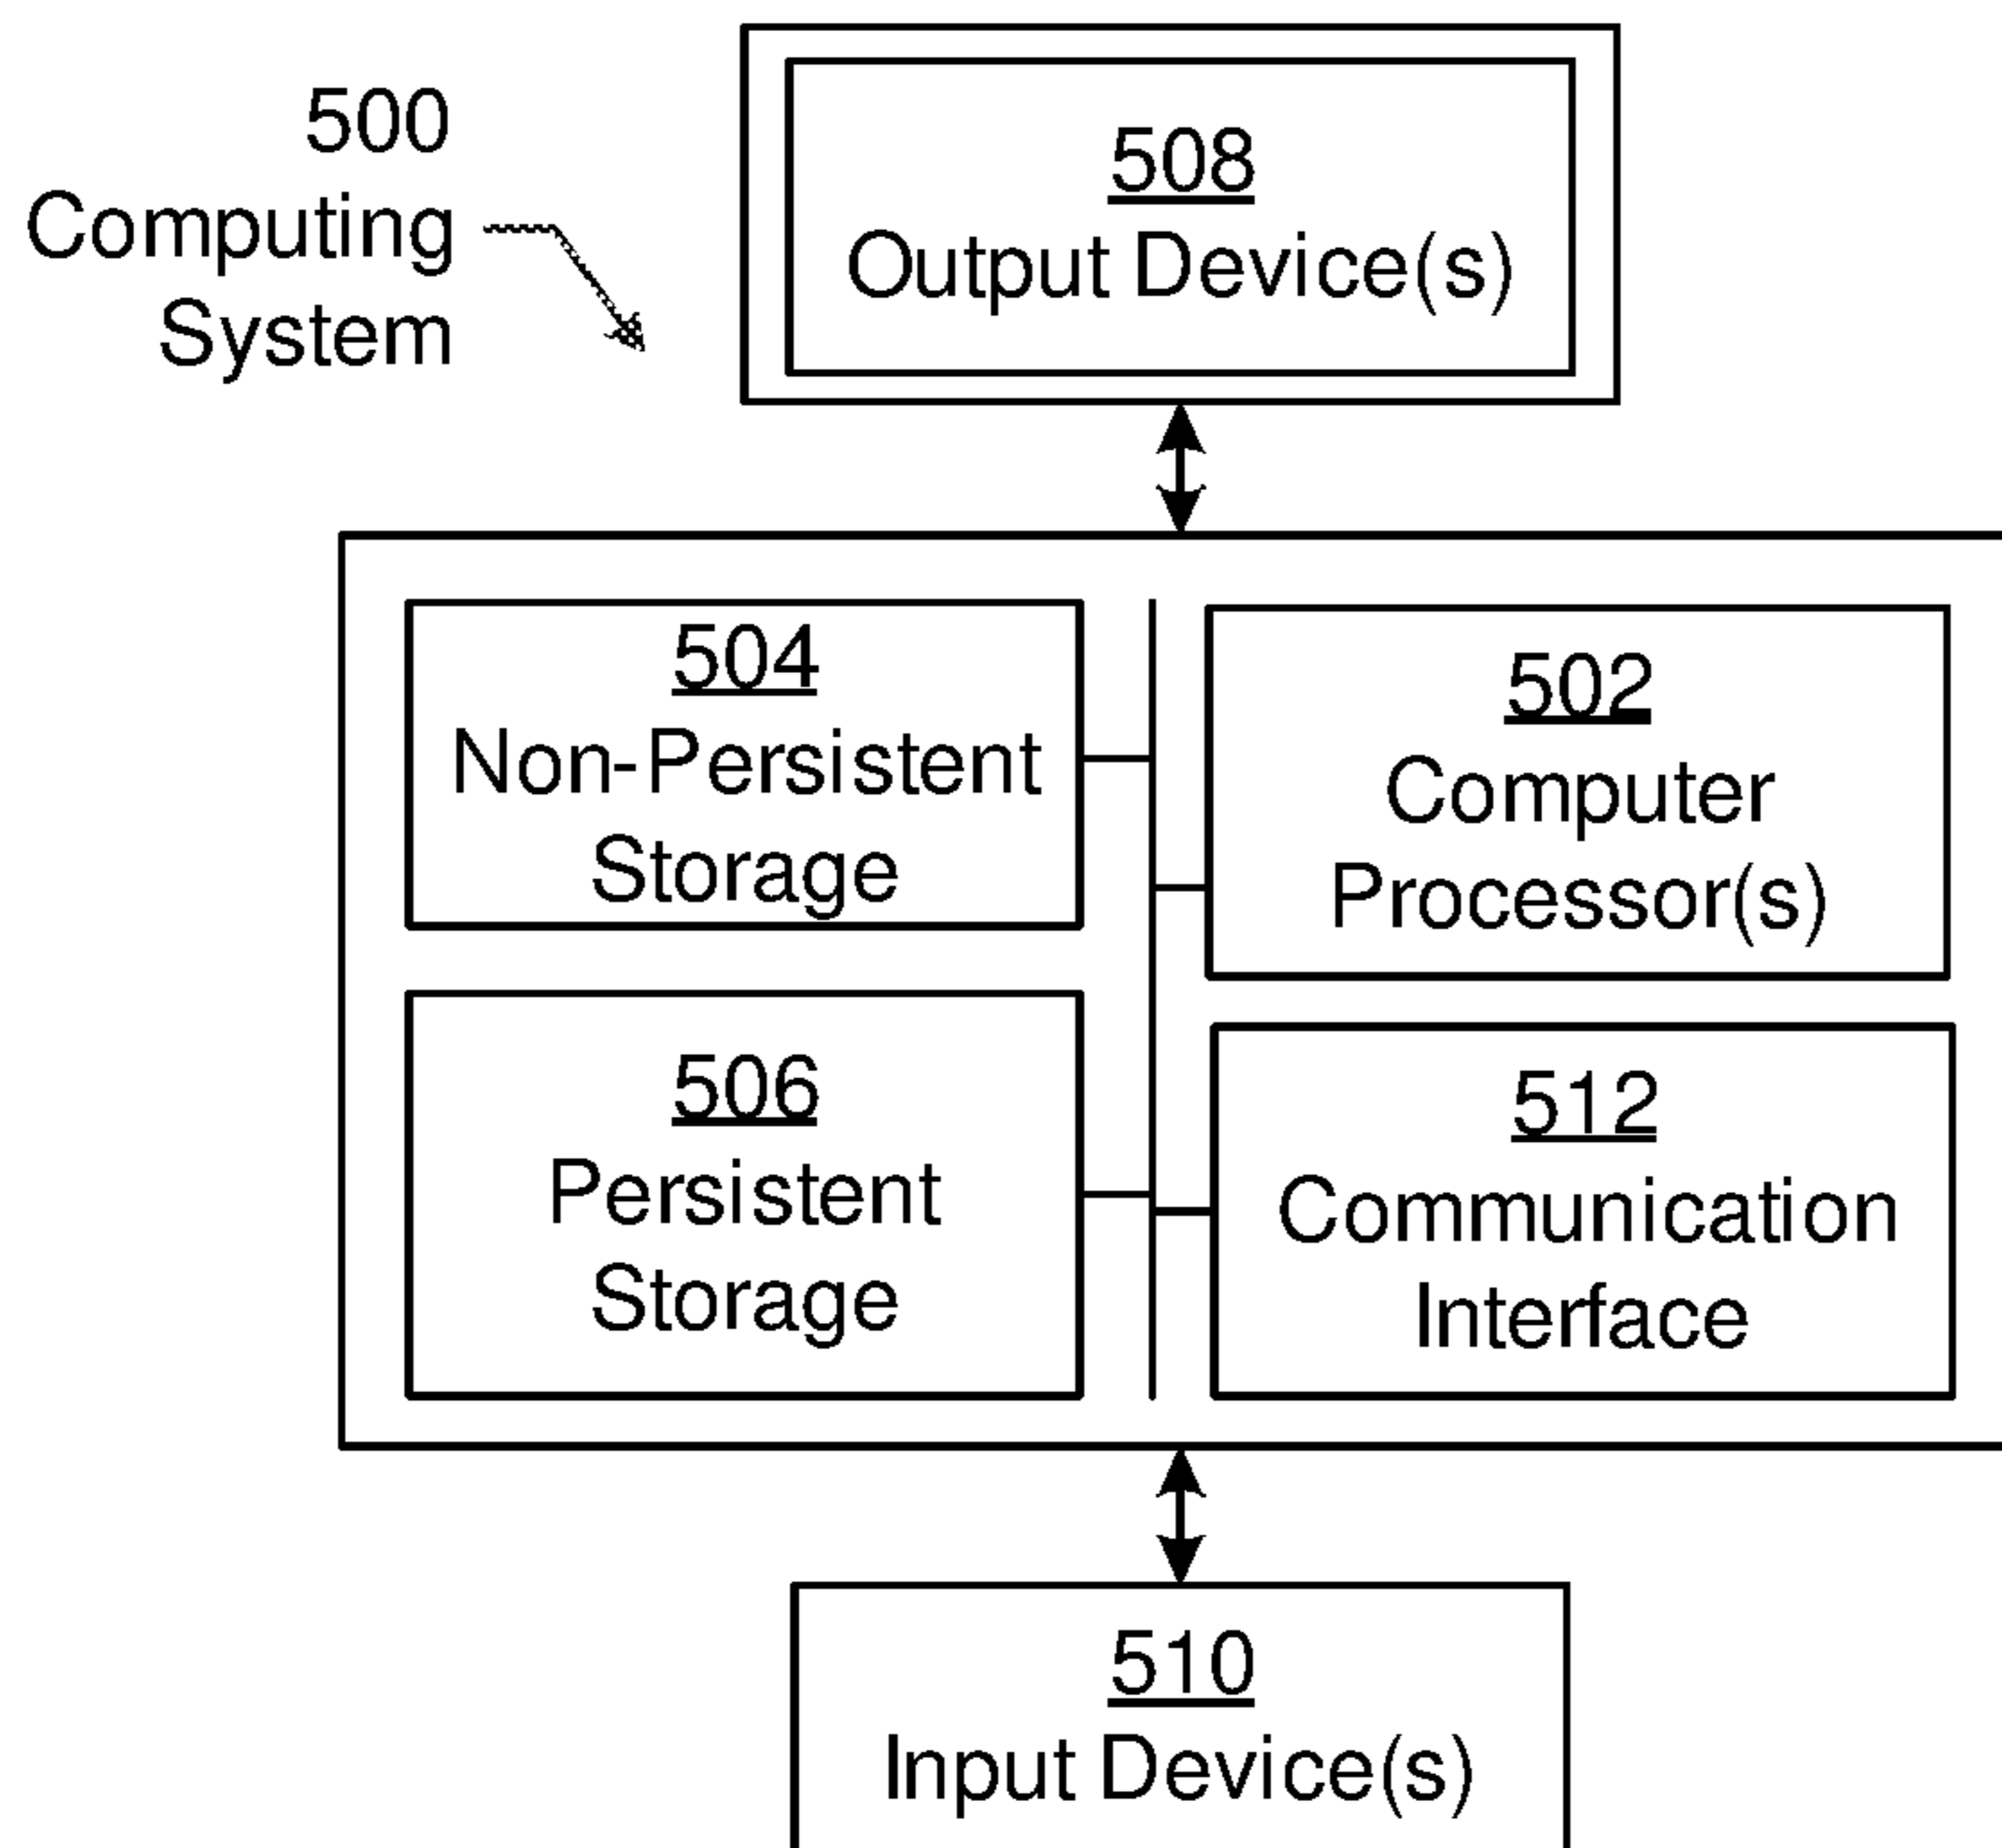 500
Computing
System
508
Output Device(s)
504
Non-Persistent
Storage
502
Computer
Processor(s)
506
Persistent
Storage
512
Communication
Interface
510
Input Device(s)